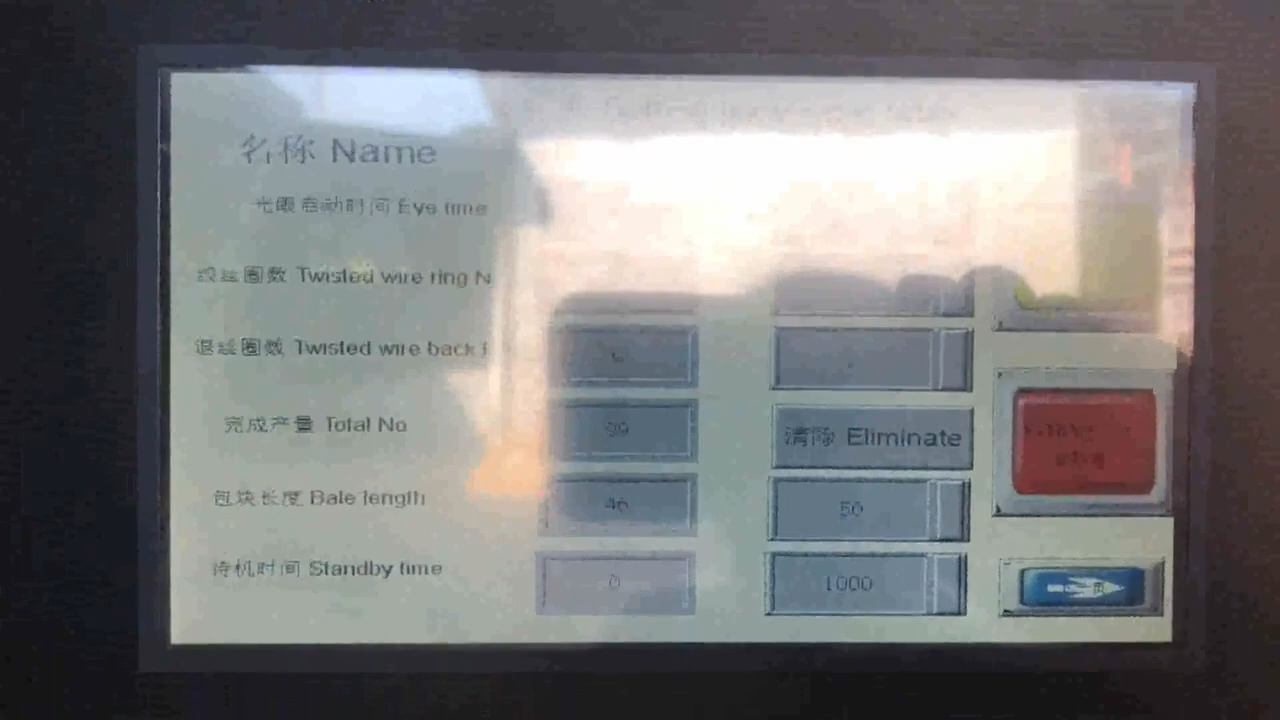 名称 Name
光眼启动时间 Eye time
绞丝圈数 Twisted wire ring N
退丝圈数 Twisted wire back
6
完成产量 Total No
99
清除 Eliminate
包块长度 Bale length
46
50
待机时间 Standby time
0
1000